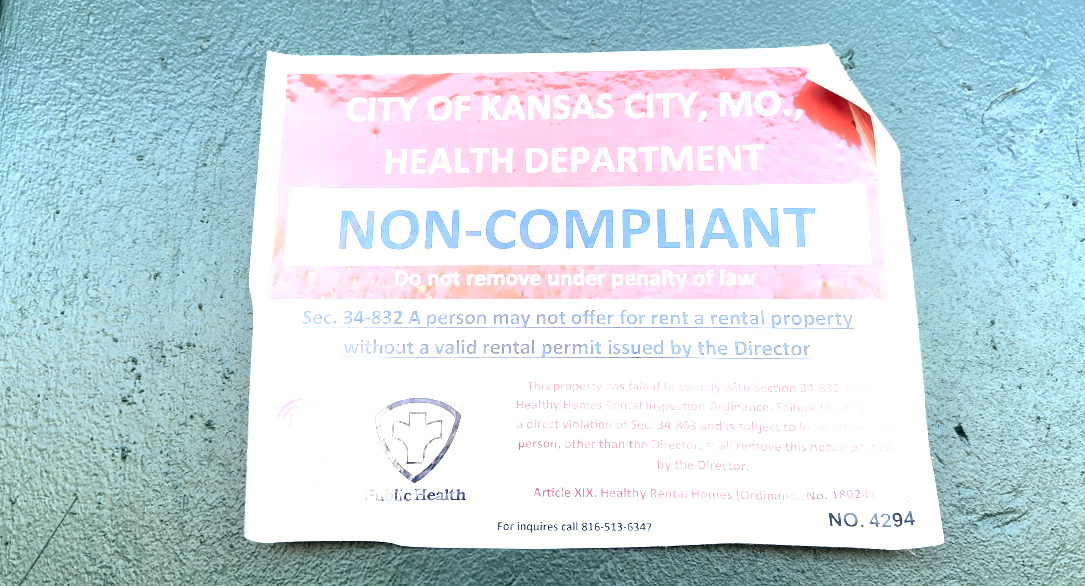 CITY OF KANSAS CITY, MO.,
HEALTH DEPARTMENT
NON-COMPLIANT
Do not remove under penalty of law
Sec. 34-832 A person may not offer for rent a rental property
without a valid rental permit issued by the Director
This property has failed to comply with Section 34-832
Healthy Homes Rental Inspection Ordinance. Failure to
a direct violation of Sec. 34-863 and is subject to
person, other than the Director, shall remove this notice
by the Director.
Public Health
Article XIX. Healthy Rental Homes (Ordinance No.
For inquires call 816-513-6347
NO. 4294